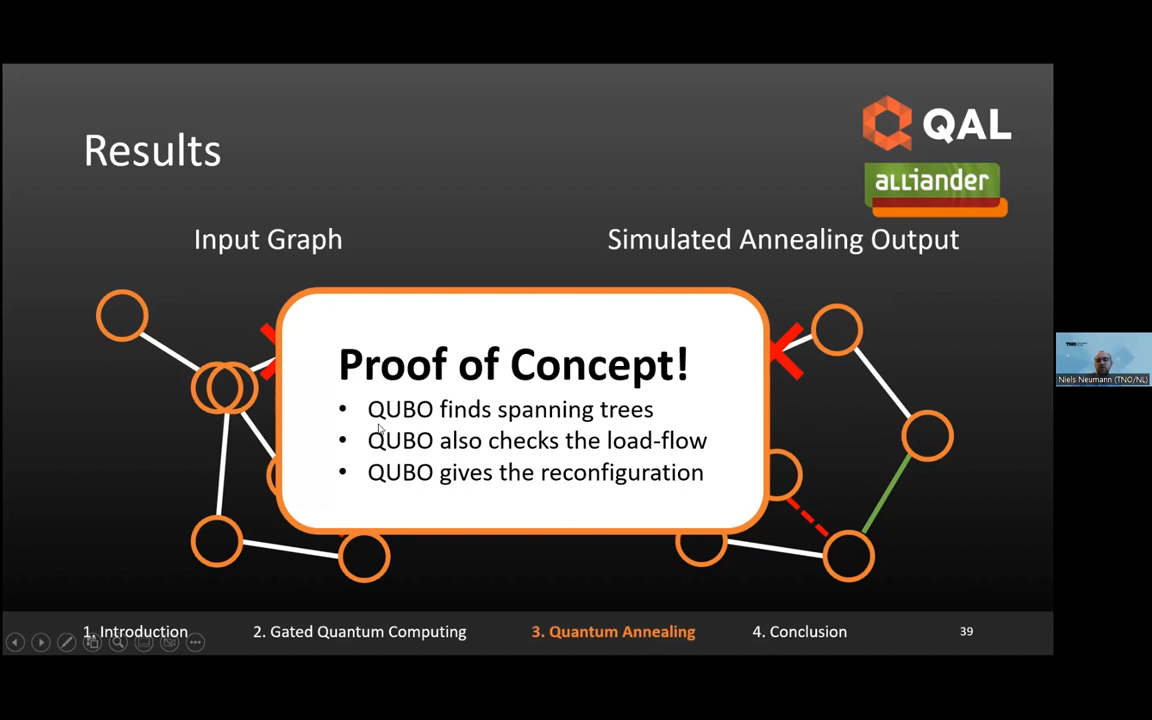 Results
QAL
alliander
Input Graph
Simulated Annealing Output
Proof of Concept!
• QUBO finds spanning trees
• QUBO also checks the load-flow
• QUBO gives the reconfiguration
TNO
Niels Neumann (TNO/NL)
1. Introduction
2. Gated Quantum Computing
3. Quantum Annealing
4. Conclusion
39